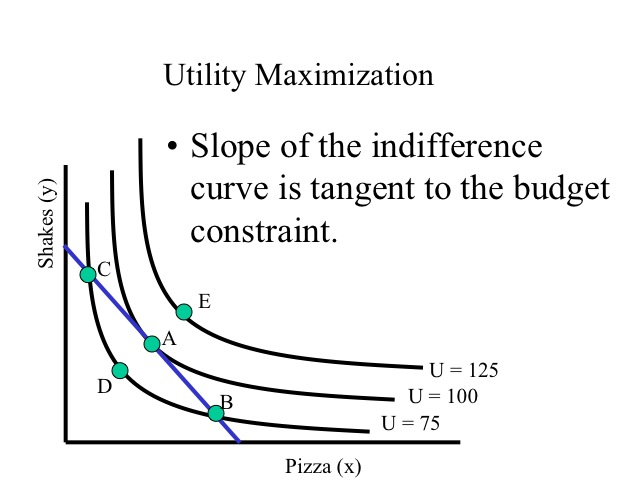 Utility Maximization
• Slope of the indifference
curve is tangent to the budget
constraint.
Shakes (y)
C
E
A
D
B
U = 125
U = 100
U = 75
Pizza (x)